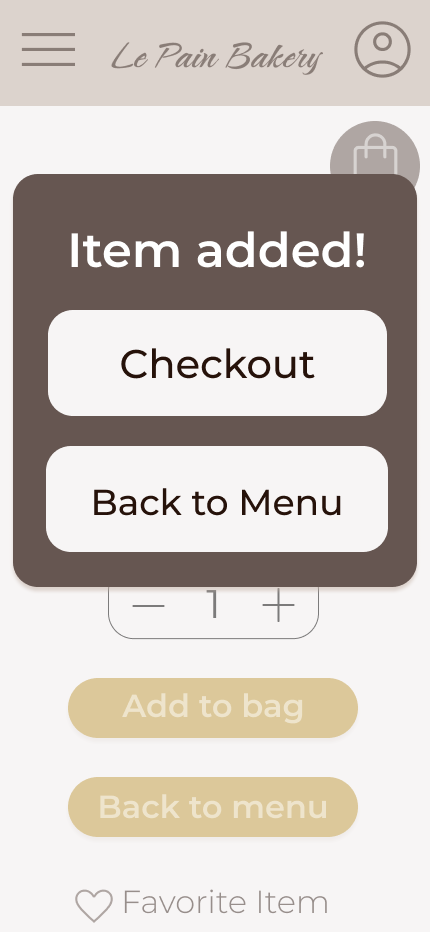 Le Pain Bakery
Item added!
Checkout
Back to Menu
1
Add to bag
Back to menu
Favorite Item